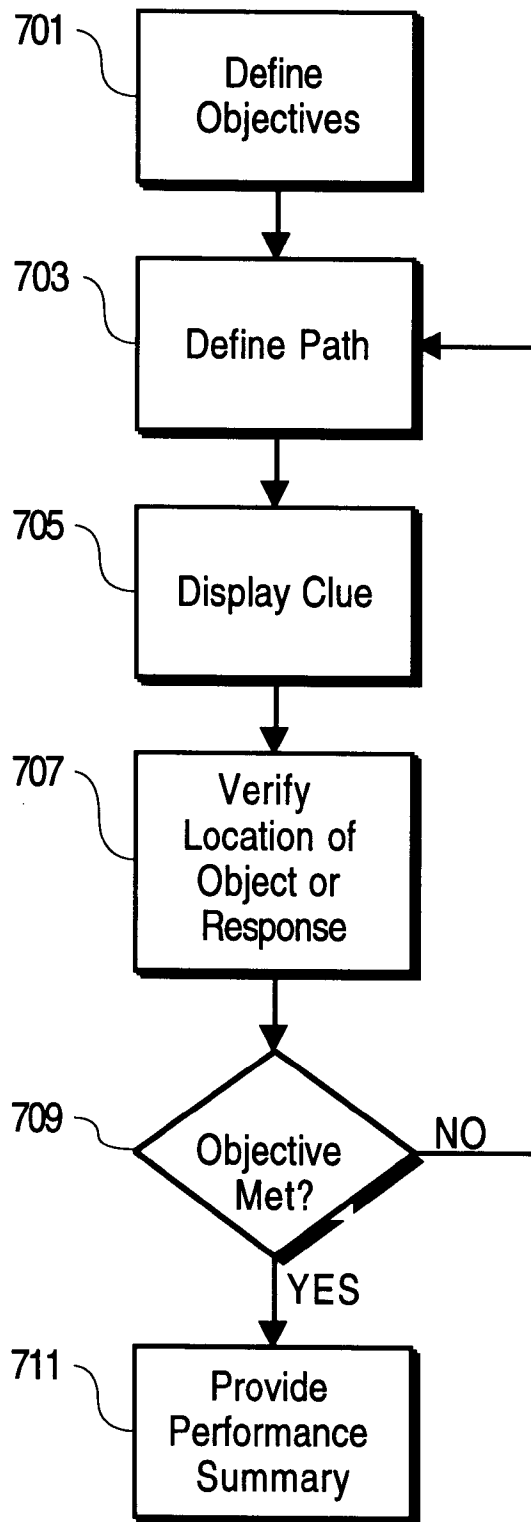 701
Define
Objectives
703
Define Path
705
Display Clue
707
Verify
Location of
Object or
Response
709
Objective
Met?
NO
YES
711
Provide
Performance
Summary